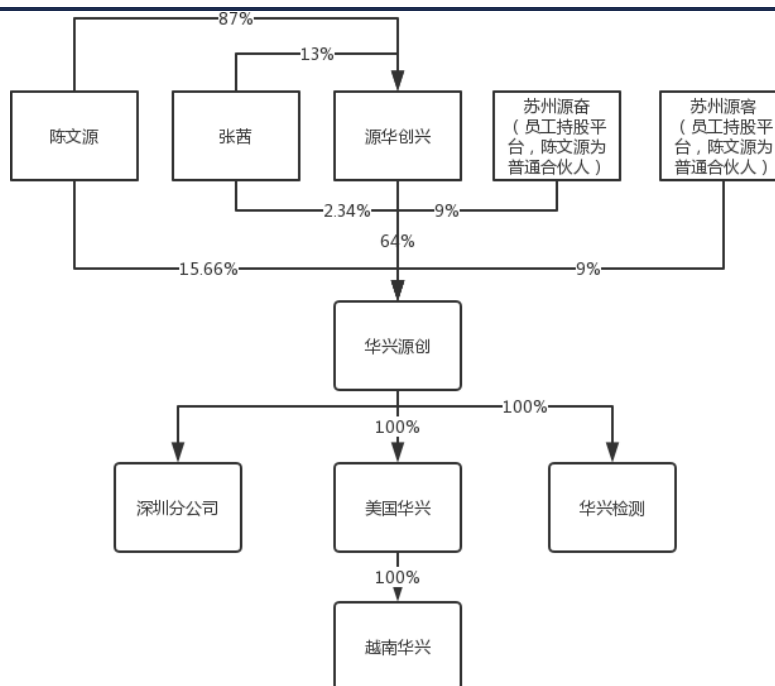 87%
13%
陈文源
张茜
源华创兴
苏州源奋
（员工持股平
台，陈文源为
普通合伙人）
苏州源客
（员工持股平
台，陈文源为
普通合伙人）
2.34%
9%
64%
15.66%
9%
华兴源创
100%
100%
深圳分公司
美国华兴
华兴检测
100%
越南华兴